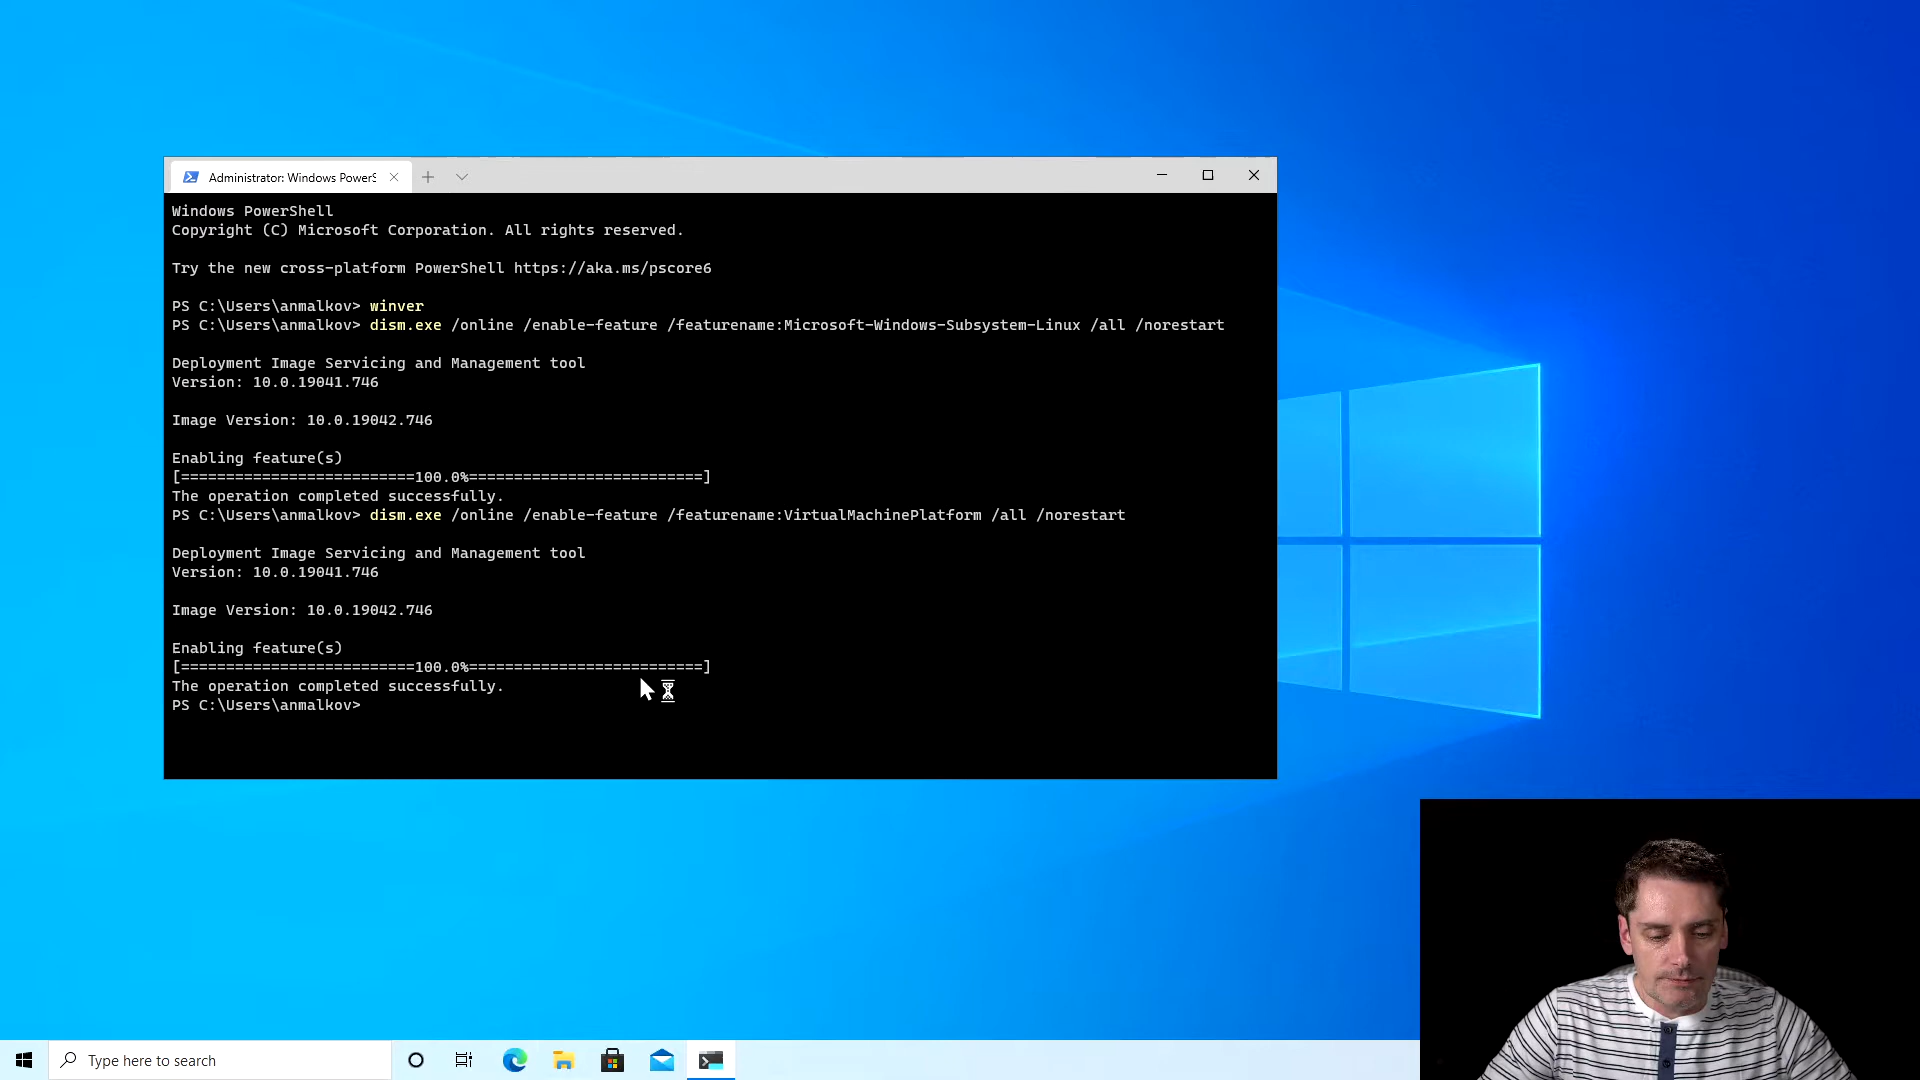 Administrator: Windows PowerS
Windows PowerShell
Copyright (C) Microsoft Corporation. All rights reserved.
Try the new cross-platform PowerShell https://aka.ms/pscore6
PS C:\Users\anmalkov> winver
PS C:\Users\anmalkov> dism.exe /online /enable-feature /featurename:Microsoft-Windows-Subsystem-Linux /all /norestart
Deployment Image Servicing and Management tool
Version: 10.0.19041.746
Image Version: 10.0.19042.746
Enabling feature(s)
[==========================100.0%==========================]
The operation completed successfully.
PS C:\Users\anmalkov> dism.exe /online /enable-feature /featurename:VirtualMachinePlatform /all /norestart
Deployment Image Servicing and Management tool
Version: 10.0.19041.746
Image Version: 10.0.19042.746
Enabling feature(s)
[==========================100.0%==========================]
The operation completed successfully.
PS C:\Users\anmalkov>
Type here to search